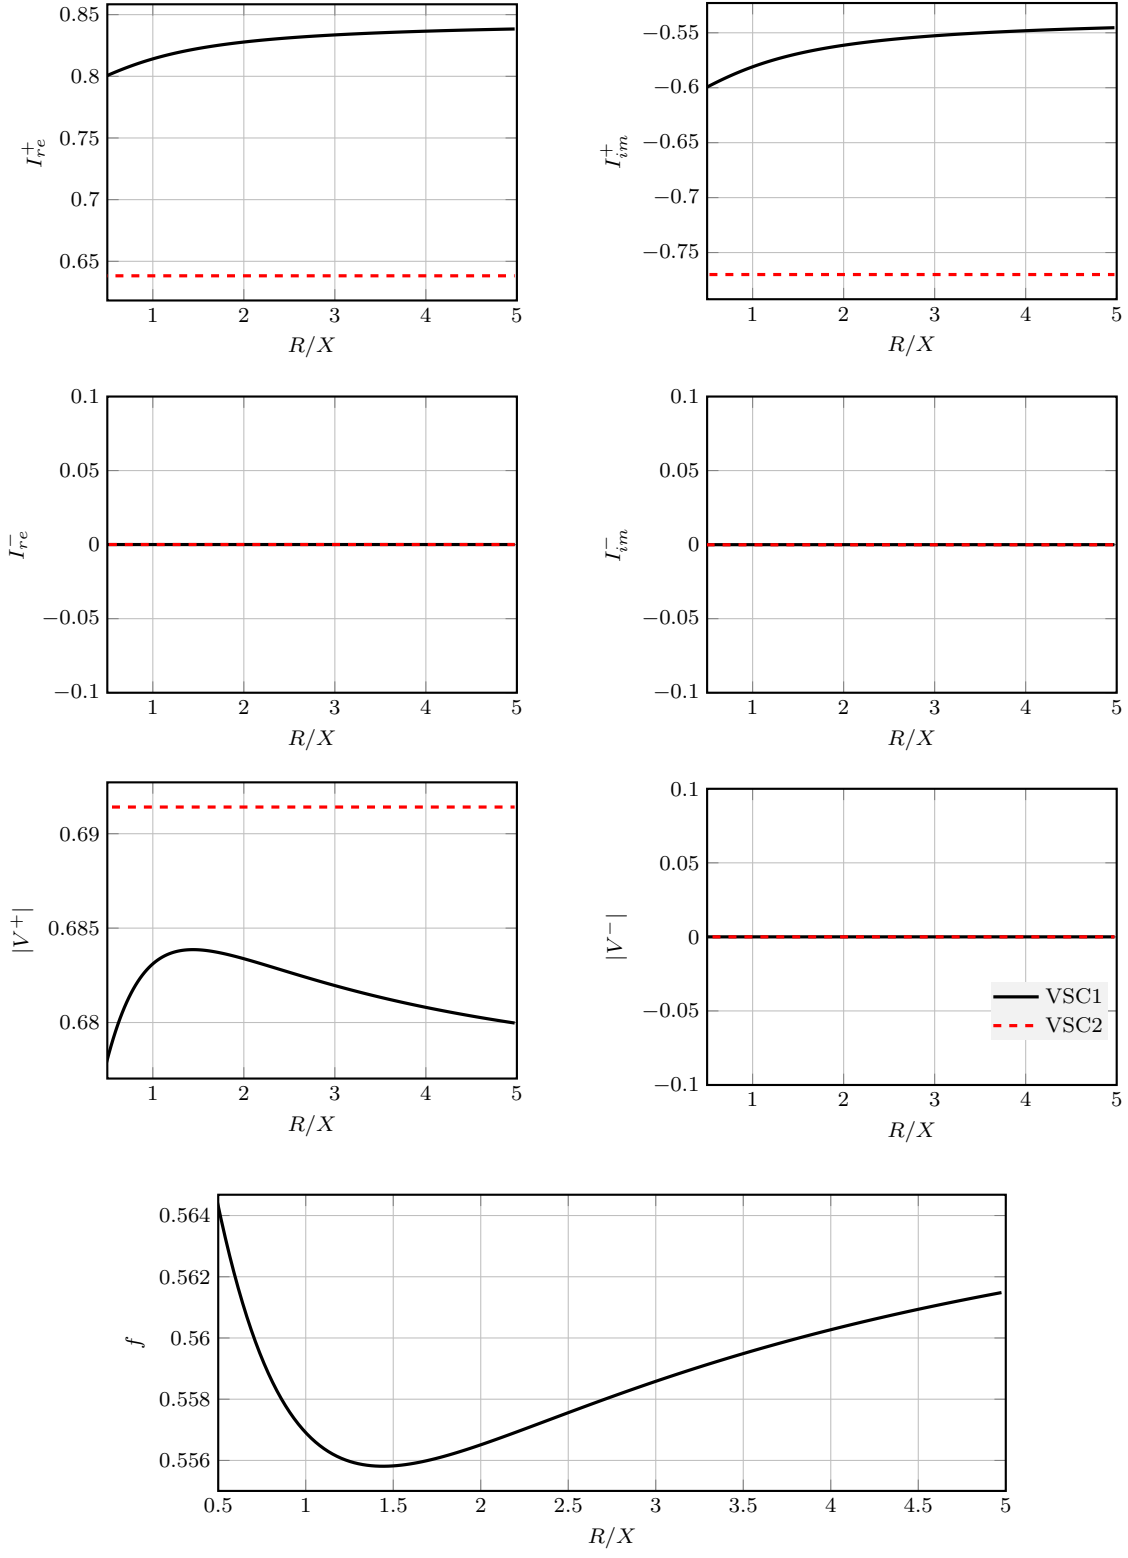 0.85
0.8
0.75
0.7
0.65
I_{re}^{+}
1 2 3 4 5
R/X
−0.55
−0.6
−0.65
−0.7
−0.75
I_{im}^{+}
1 2 3 4 5
R/X
0.1
0.05
0
−0.05
−0.1
I_{re}^{−}
1 2 3 4 5
R/X
0.1
0.05
0
−0.05
−0.1
I_{im}^{−}
1 2 3 4 5
R/X
0.69
0.685
0.68
|V^{+}|
1 2 3 4 5
R/X
0.1
0.05
0
−0.05
−0.1
|V^{−}|
VSC1
VSC2
1 2 3 4 5
R/X
0.564
0.562
0.56
0.558
0.556
f
0.5 1 1.5 2 2.5 3 3.5 4 4.5 5
R/X